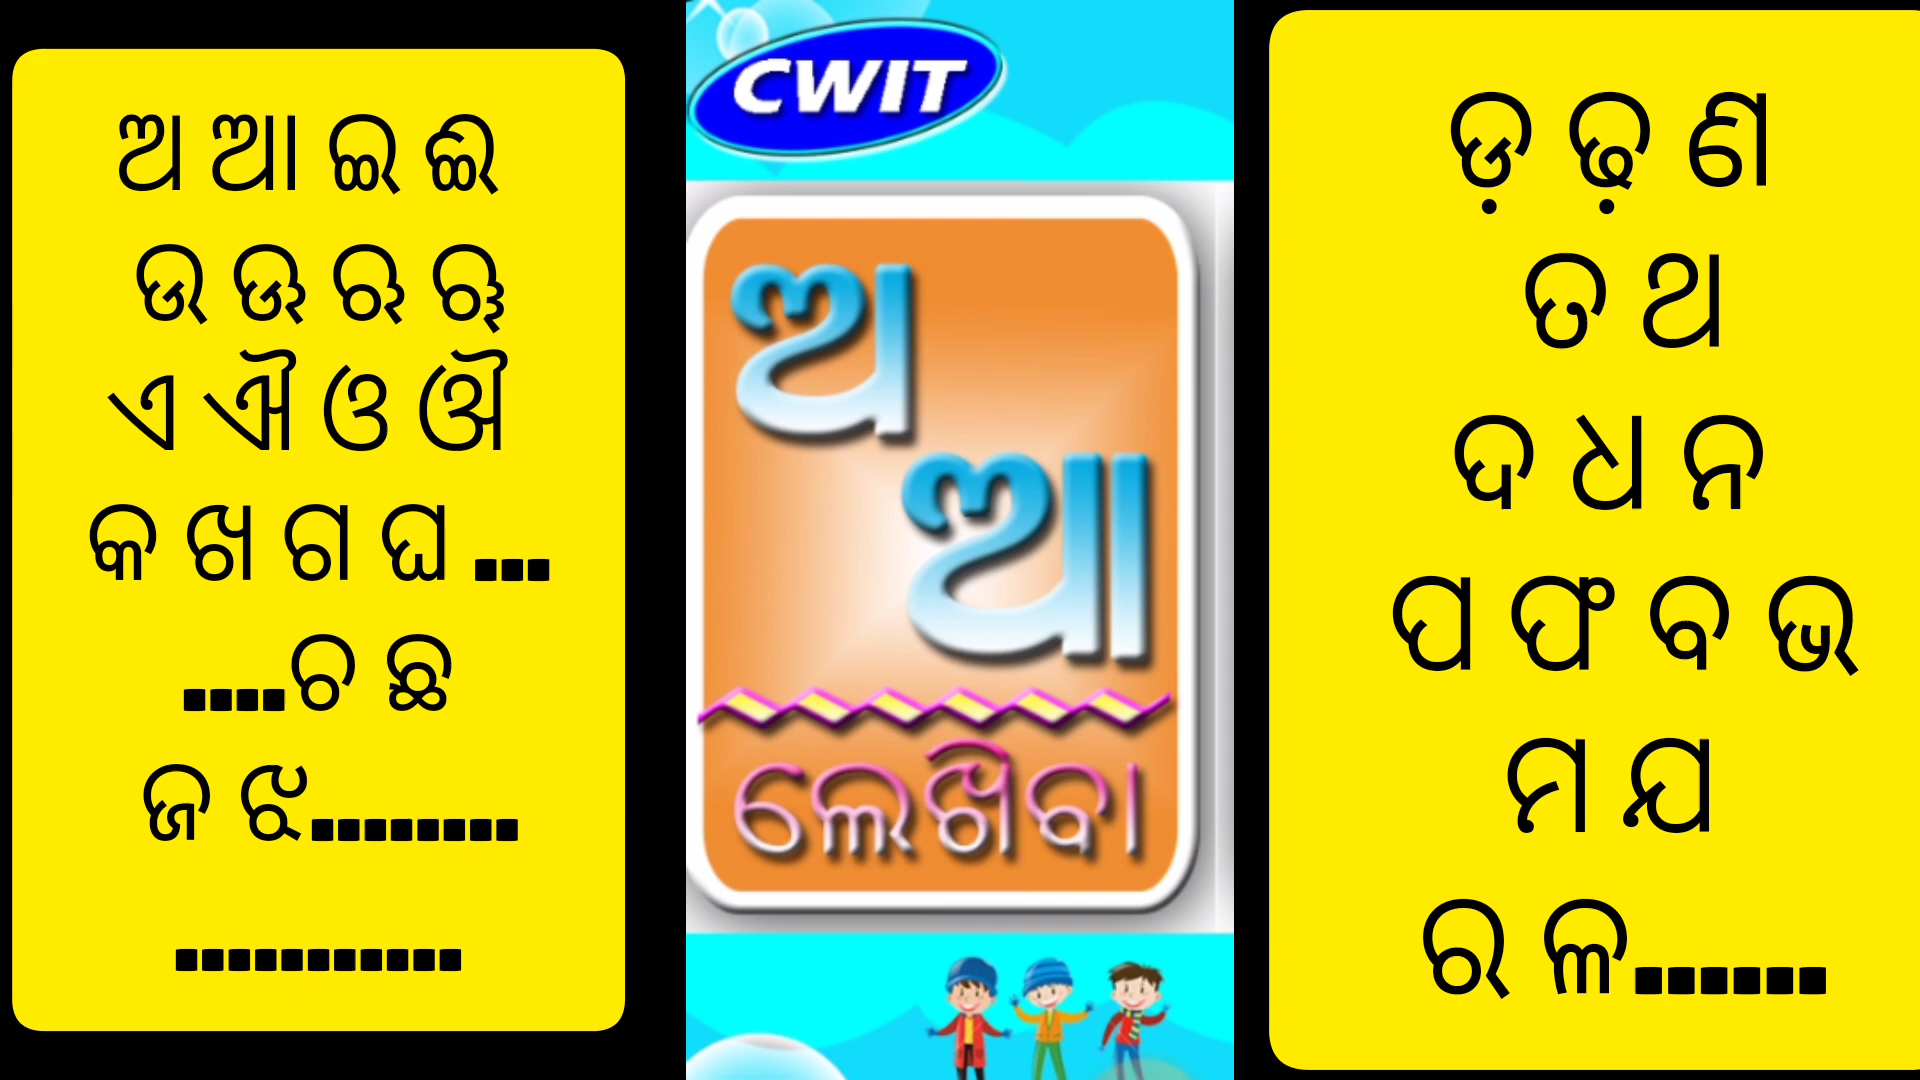 ଅ ଆ ଇ ଈ
ଉ ଊ ଋ ୠ
ଏ ଐ ଓ ଔ
କ ଖ ଗ ଘ ...
....ଚ ଛ
ଜ ଝ........
...........
CWIT
ଅ
ଆ
ଲେଖିବା
ଡ଼ ଢ଼ ଣ
ତ ଥ
ଦ ଧ ନ
ପ ଫ ବ ଭ
ମ ଯ
ର ଳ......